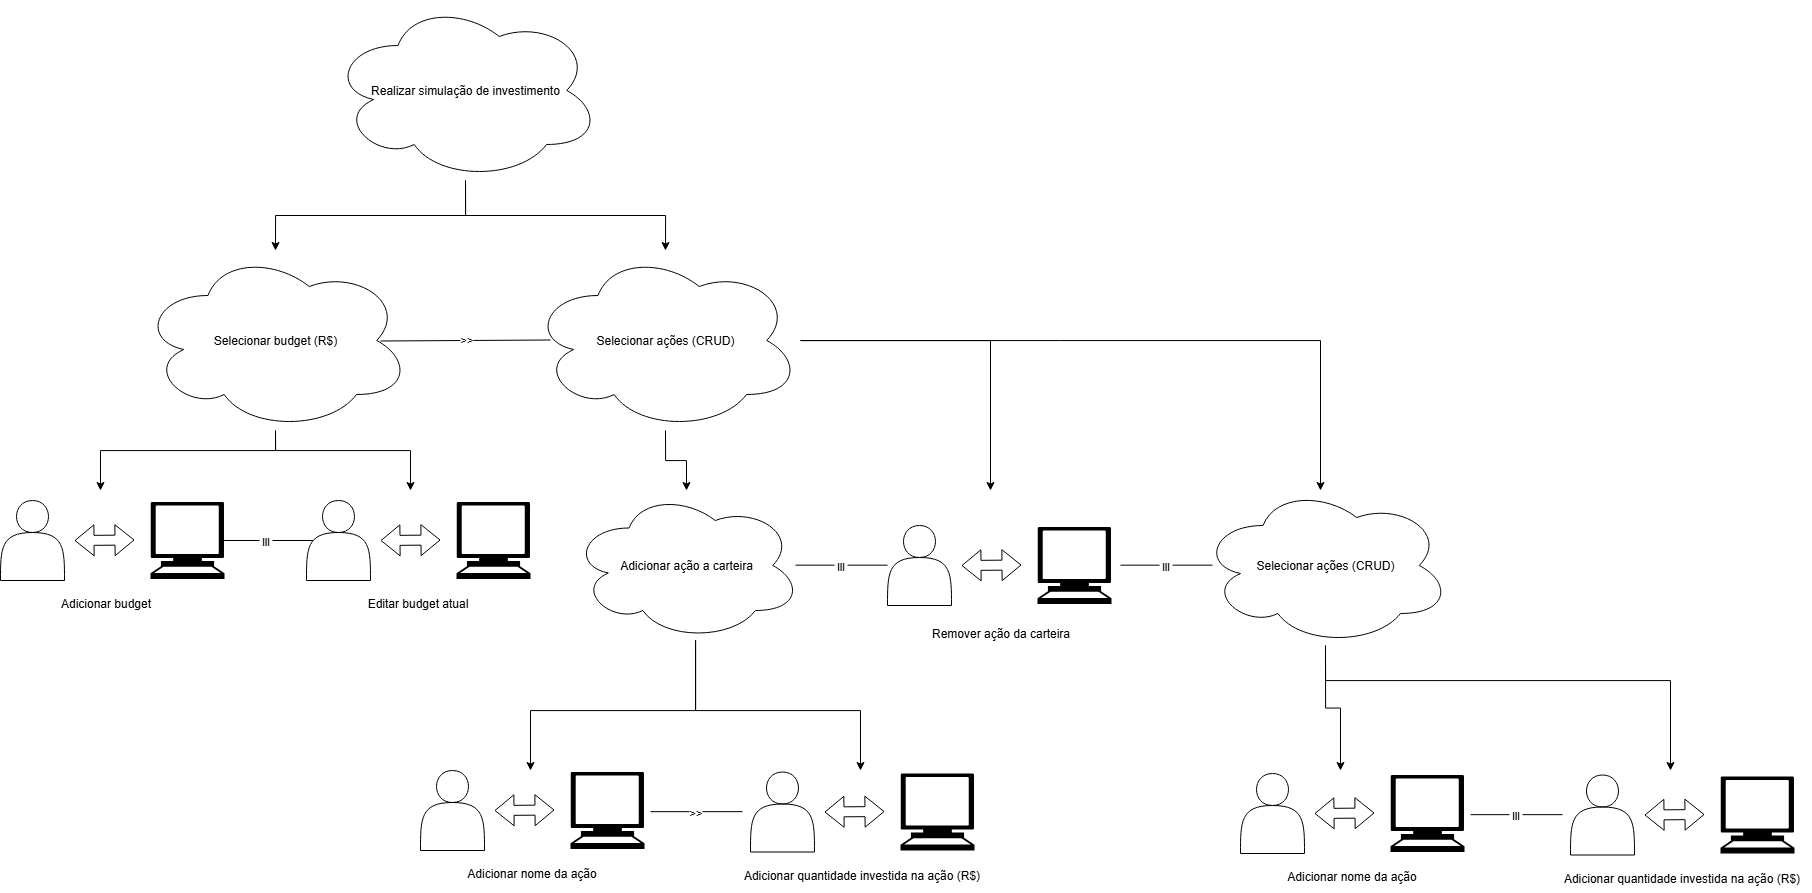 Realizar simulação de investimento
Selecionar budget (R$)
>>
Selecionar ações (CRUD)
|||
Adicionar budget
Editar budget atual
Adicionar ação a carteira
|||
Remover ação da carteira
|||
Selecionar ações (CRUD)
>>
Adicionar nome da ação
Adicionar quantidade investida na ação (R$)
|||
Adicionar nome da ação
Adicionar quantidade investida na ação (R$)